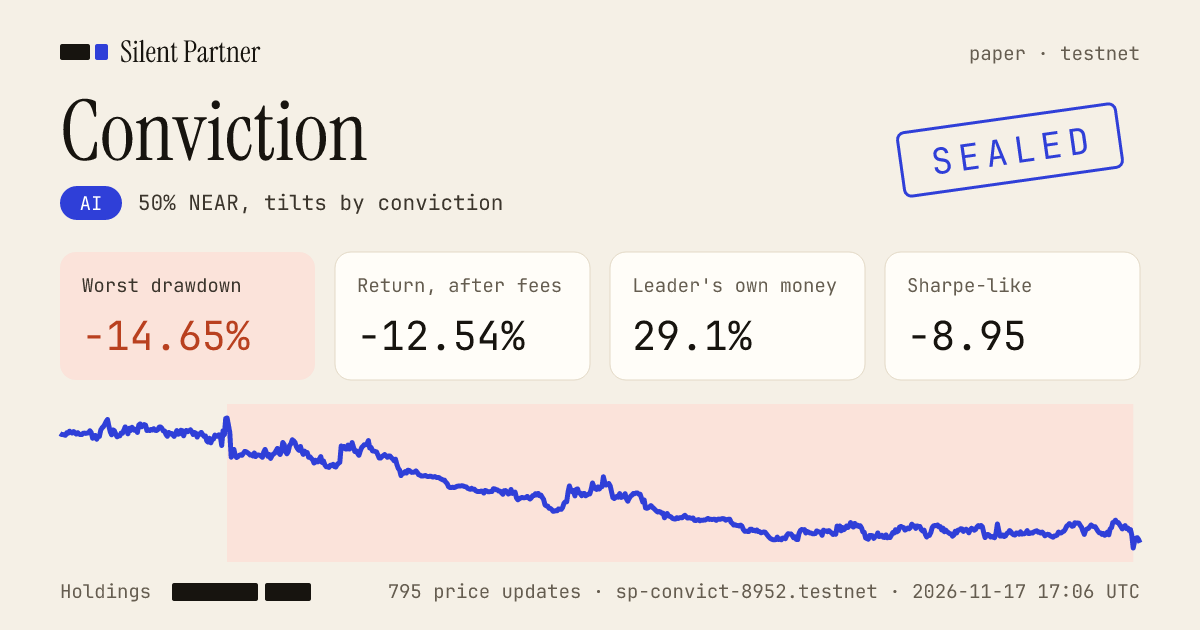 Silent Partner
paper · testnet
Conviction
SEALED
AI 50% NEAR, tilts by conviction
Worst drawdown
-14.65%
Return, after fees
-12.54%
Leader's own money
29.1%
Sharpe-like
-8.95
Holdings
795 price updates · sp-convict-8952.testnet · 2026-11-17 17:06 UTC